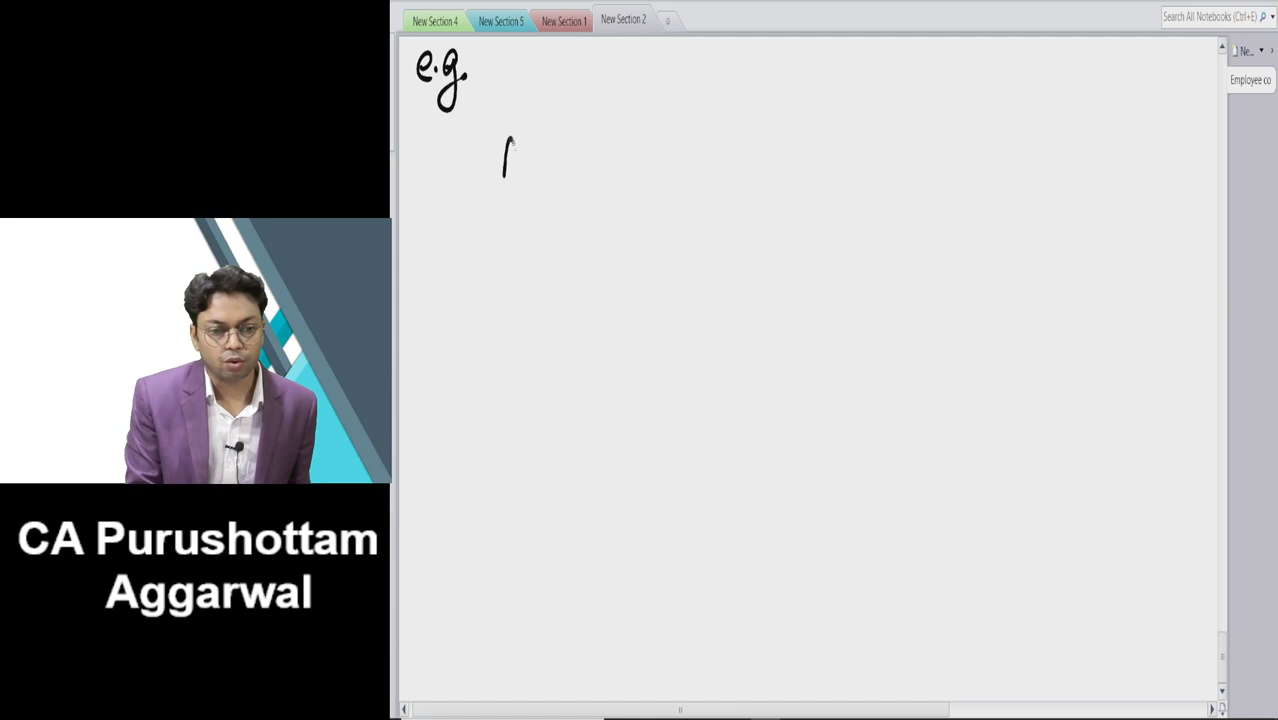 New Section 4 New Section 5 New Section 1 New Section 2
Search All Notebooks (Ctrl+E)
Ne...
Employee co
e.g.
CA Purushottam
Aggarwal